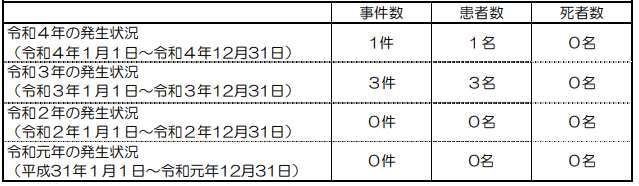 事件数 患者数 死者数
令和４年の発生状況
（令和４年１月１日～令和４年12月31日） １件 １名 ０名
令和３年の発生状況
（令和３年１月１日～令和３年12月31日） ３件 ３名 ０名
令和２年の発生状況
（令和２年１月１日～令和２年12月31日） ０件 ０名 ０名
令和元年の発生状況
（平成31年１月１日～令和元年12月31日） ０件 ０名 ０名